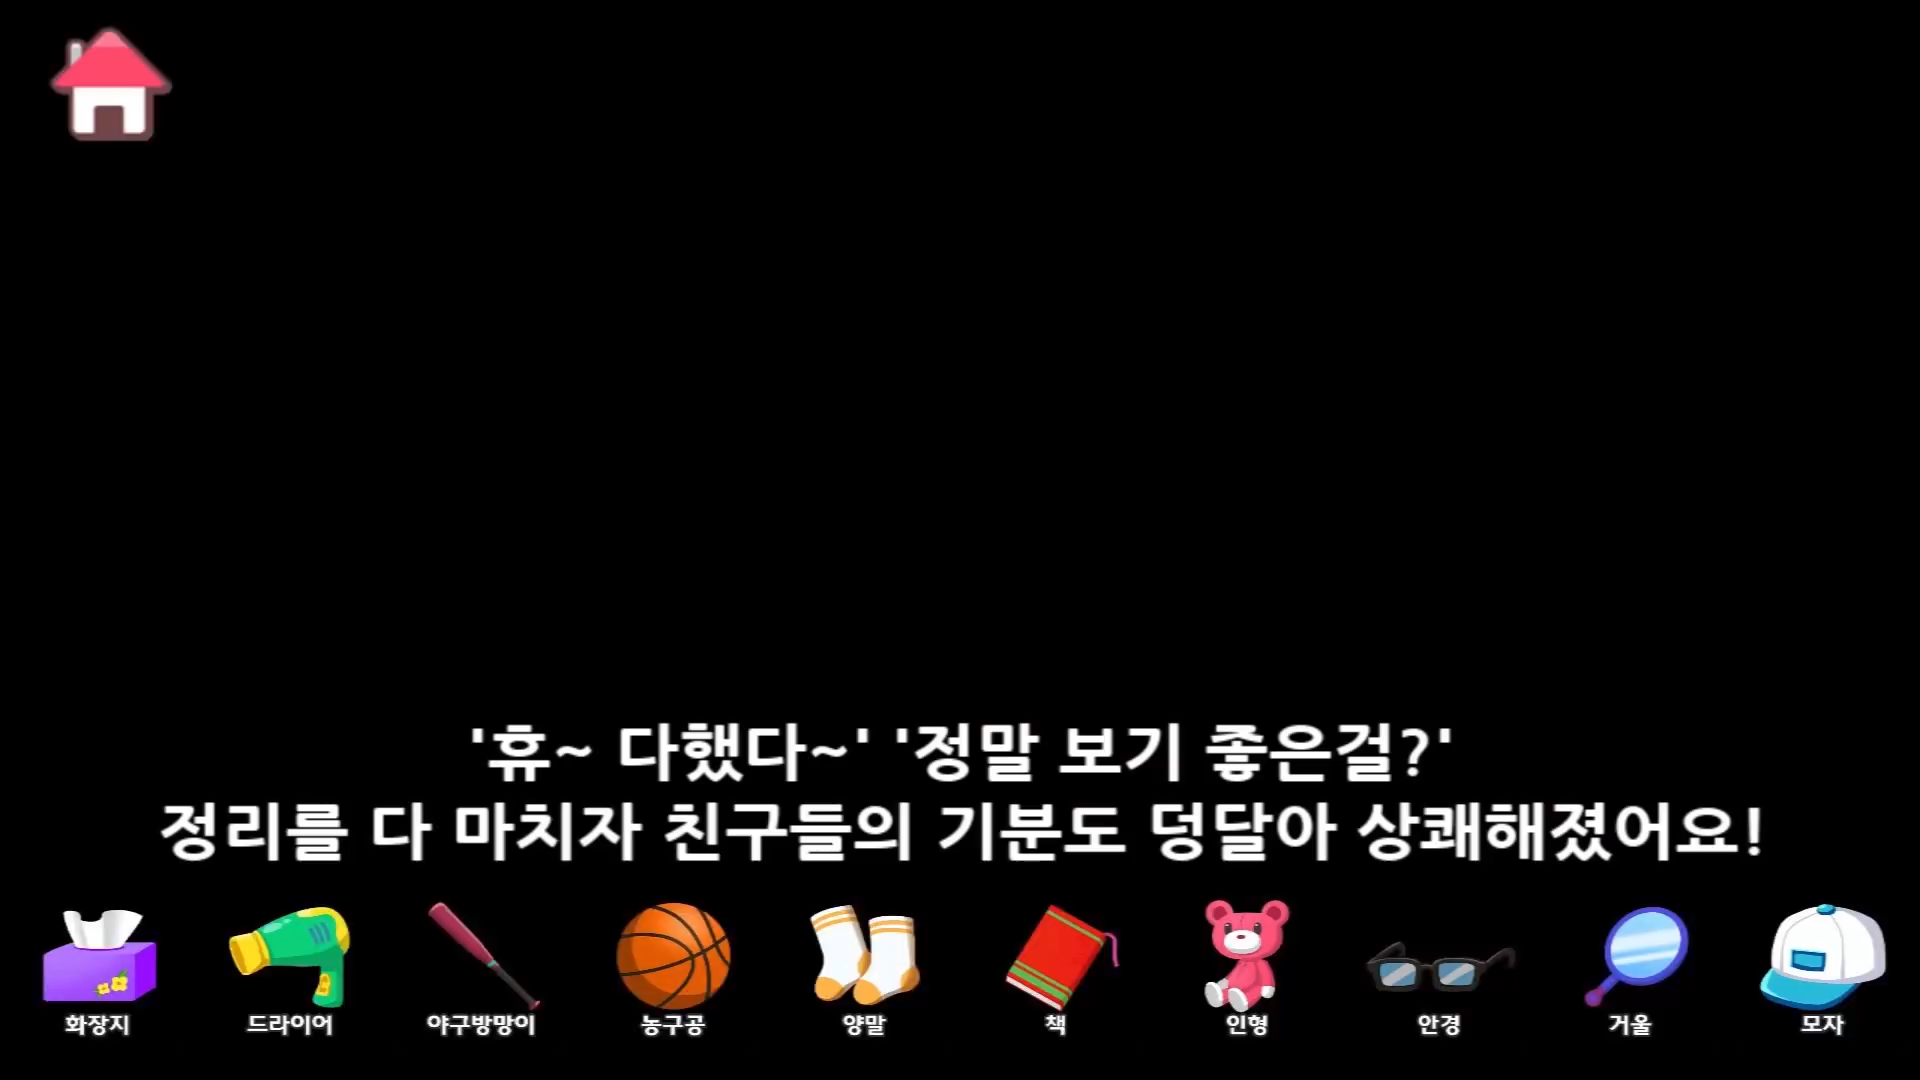 '휴~ 다했다~' '정말 보기 좋은걸?'
정리를 다 마치자 친구들의 기분도 덩달아 상쾌해졌어요!
화장지 드라이어 야구방망이 농구공 양말 책 인형 안경 거울 모자